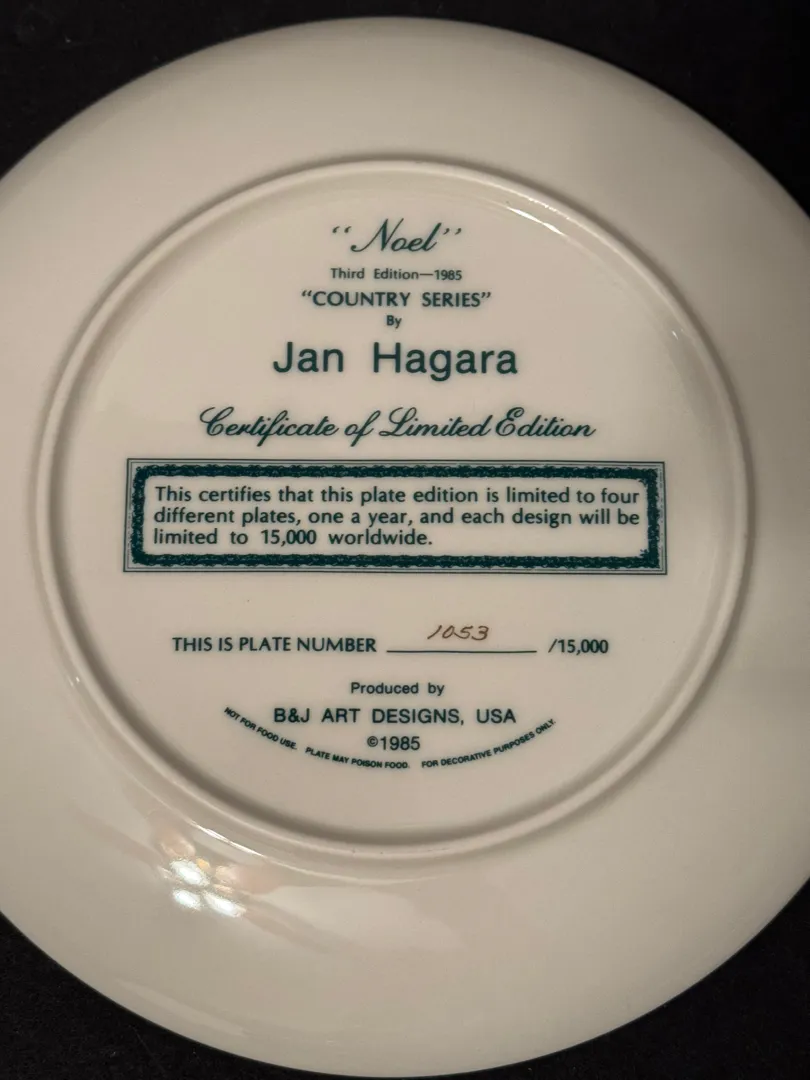 “Noel”
Third Edition—1985
“COUNTRY SERIES”
By
Jan Hagara
Certificate of Limited Edition
This certifies that this plate edition is limited to four
different plates, one a year, and each design will be
limited to 15,000 worldwide.
THIS IS PLATE NUMBER 1053 /15,000
Produced by
B&J ART DESIGNS, USA
©1985
NOT FOR FOOD USE. PLATE MAY POISON FOOD. FOR DECORATIVE PURPOSES ONLY.